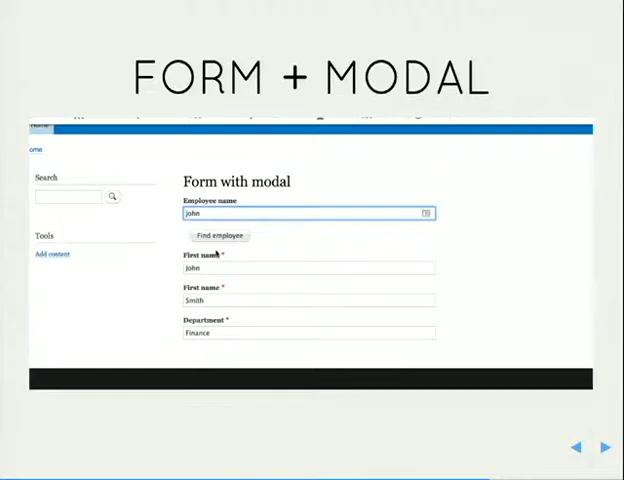 FORM + MODAL
Home
ome
Search
Tools
Add content
Form with modal
Employee name
john
Find employee
First name *
John
First name *
Smith
Department *
Finance